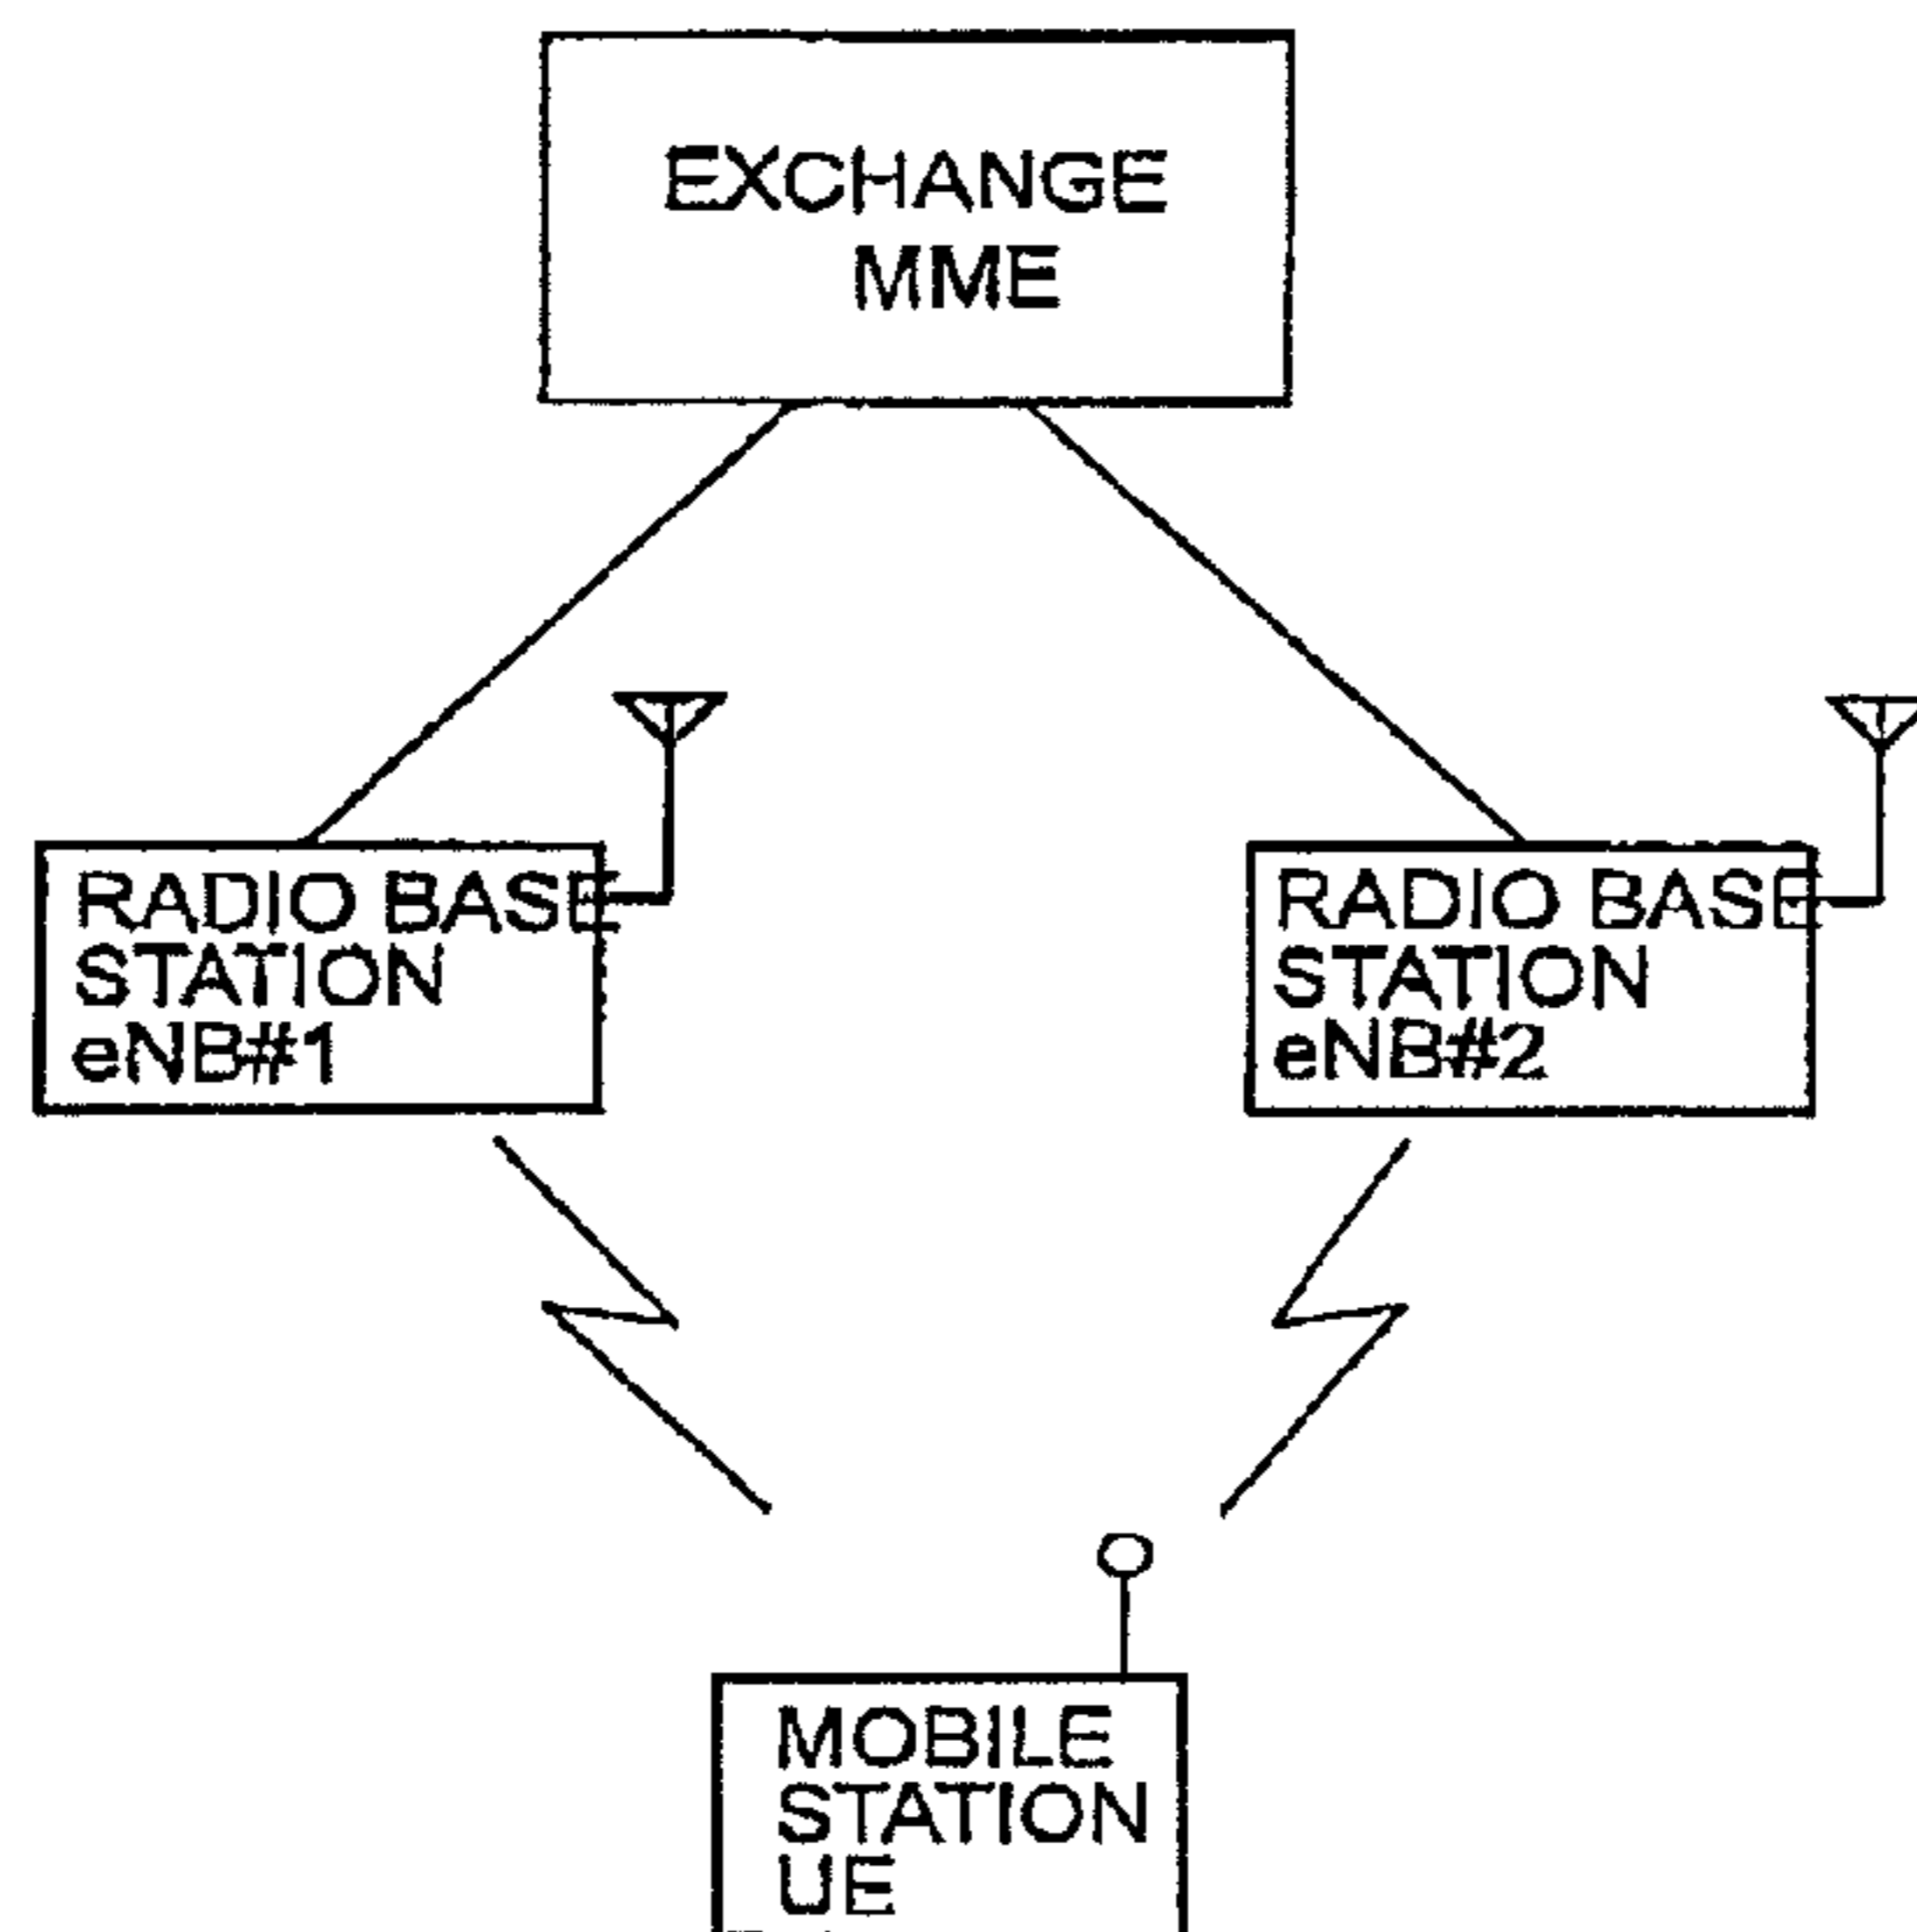 EXCHANGE
MME
RADIO BASE
STATION
eNB#1
RADIO BASE
STATION
eNB#2
MOBILE
STATION
UE